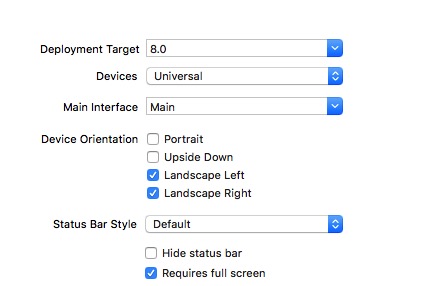 Deployment Target 8.0
Devices Universal
Main Interface Main
Device Orientation Portrait
Upside Down
Landscape Left
Landscape Right
Status Bar Style Default
Hide status bar
Requires full screen